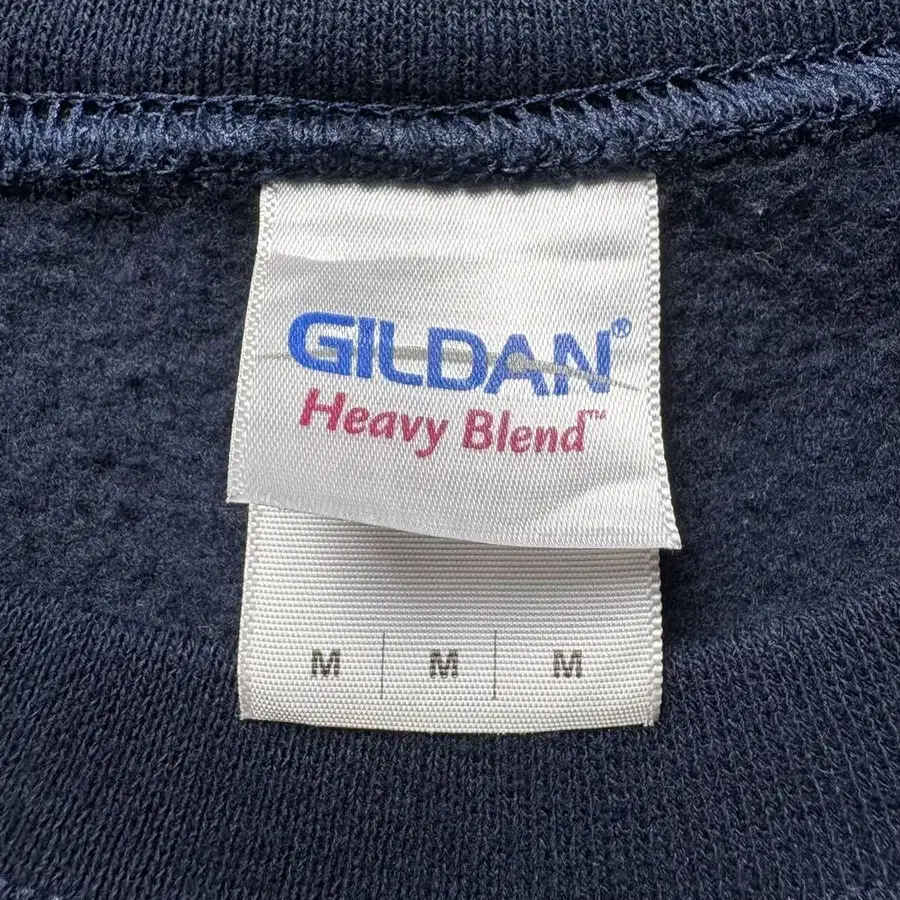 GILDAN®
Heavy Blend™
M | M | M